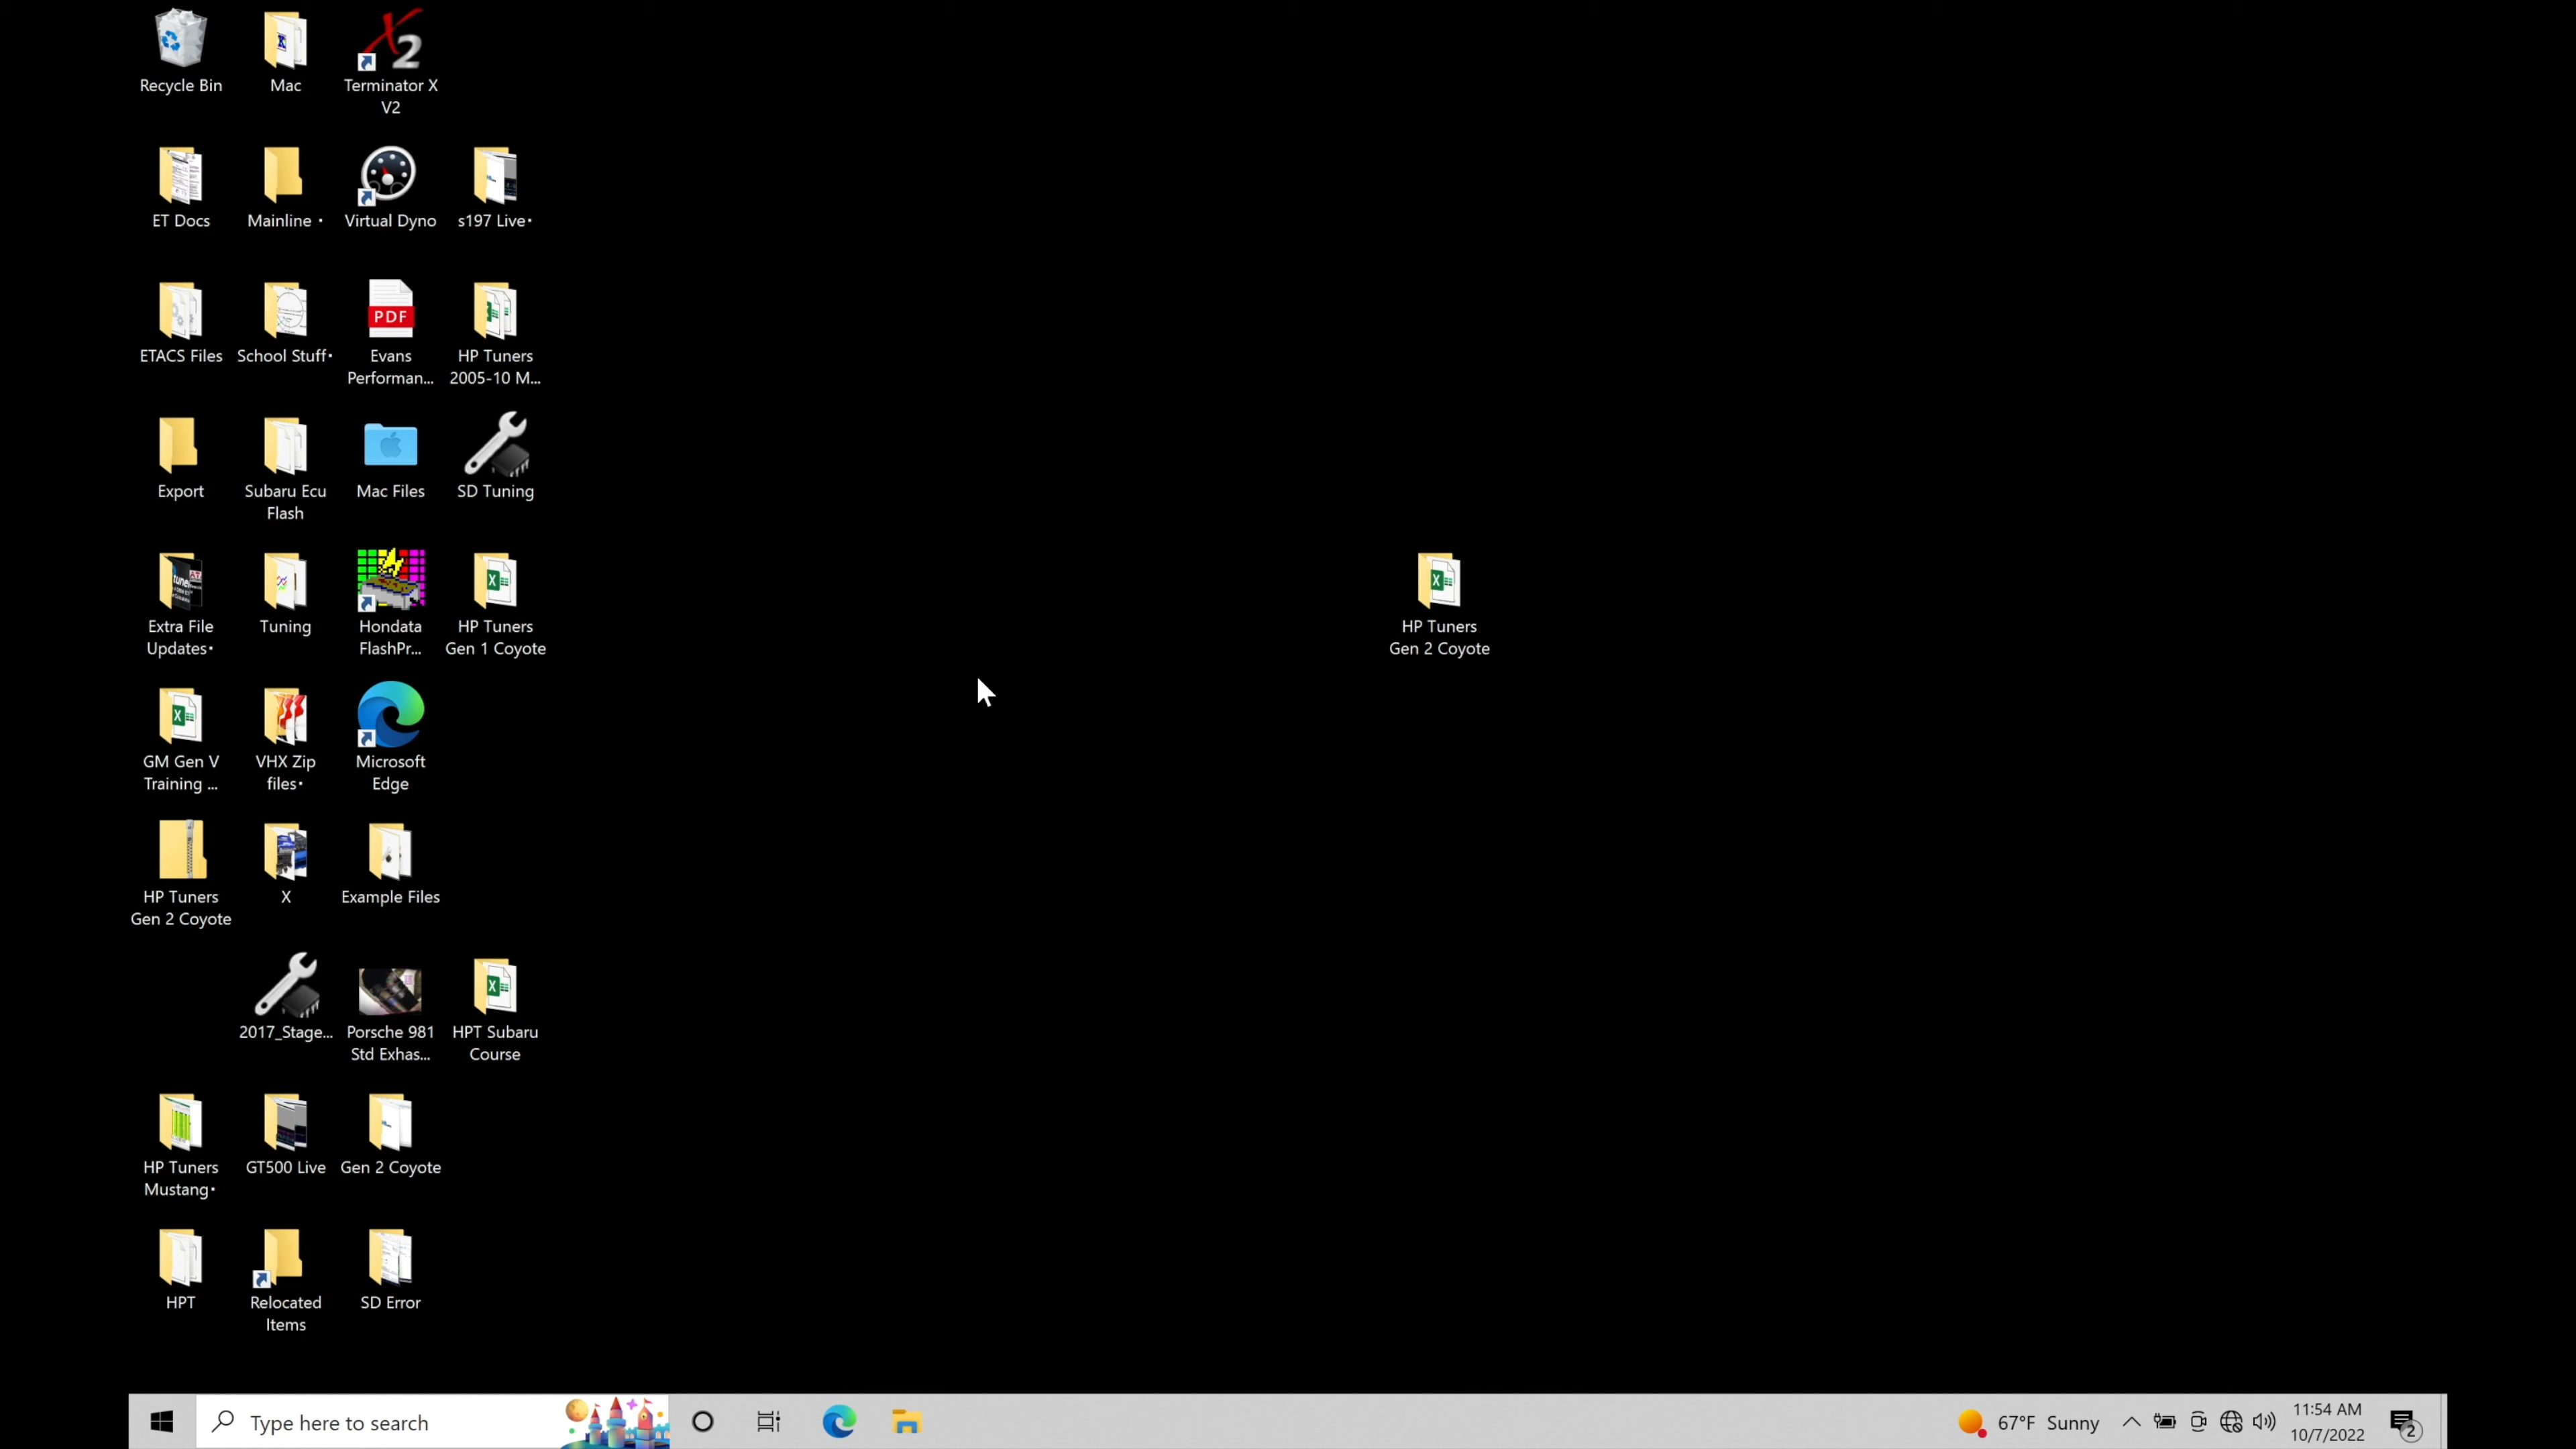 Recycle Bin
Mac
Terminator X
V2
ET Docs
Mainline •
Virtual Dyno
s197 Live•
ETACS Files
School Stuff•
PDF
Evans
Performan...
HP Tuners
2005-10 M...
Export
Subaru Ecu
Flash
Mac Files
SD Tuning
Extra File
Updates•
Tuning
Hondata
FlashPr...
HP Tuners
Gen 1 Coyote
HP Tuners
Gen 2 Coyote
GM Gen V
Training ...
VHX Zip
files•
Microsoft
Edge
HP Tuners
Gen 2 Coyote
X
Example Files
2017_Stage...
Porsche 981
Std Exhas...
HPT Subaru
Course
HP Tuners
Mustang•
GT500 Live
Gen 2 Coyote
HPT
Relocated
Items
SD Error
Type here to search
67°F Sunny
11:54 AM
10/7/2022
2